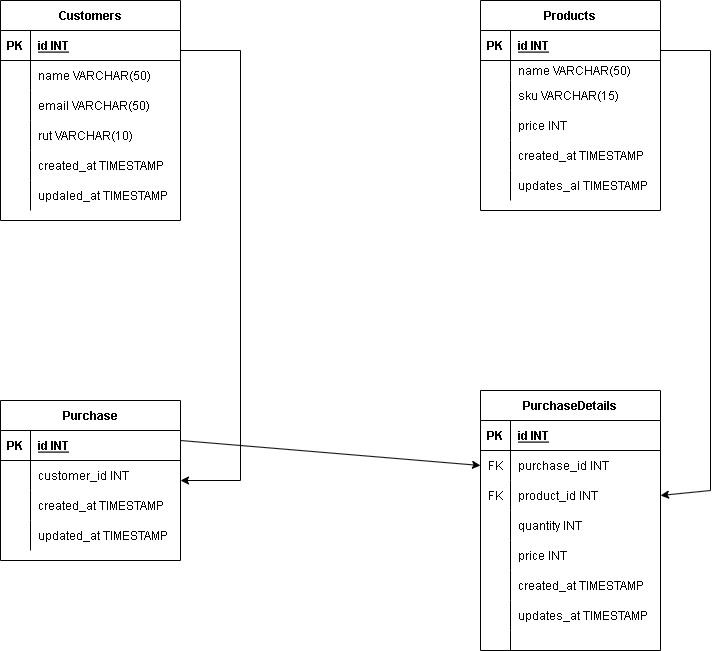 Customers
PK id INT
name VARCHAR(50)
email VARCHAR(50)
rut VARCHAR(10)
created_at TIMESTAMP
updaled_at TIMESTAMP
Products
PK id INT
name VARCHAR(50)
sku VARCHAR(15)
price INT
created_at TIMESTAMP
updates_al TIMESTAMP
Purchase
PK id INT
customer_id INT
created_at TIMESTAMP
updated_at TIMESTAMP
PurchaseDetails
PK id INT
FK purchase_id INT
FK product_id INT
quantity INT
price INT
created_at TIMESTAMP
updates_at TIMESTAMP